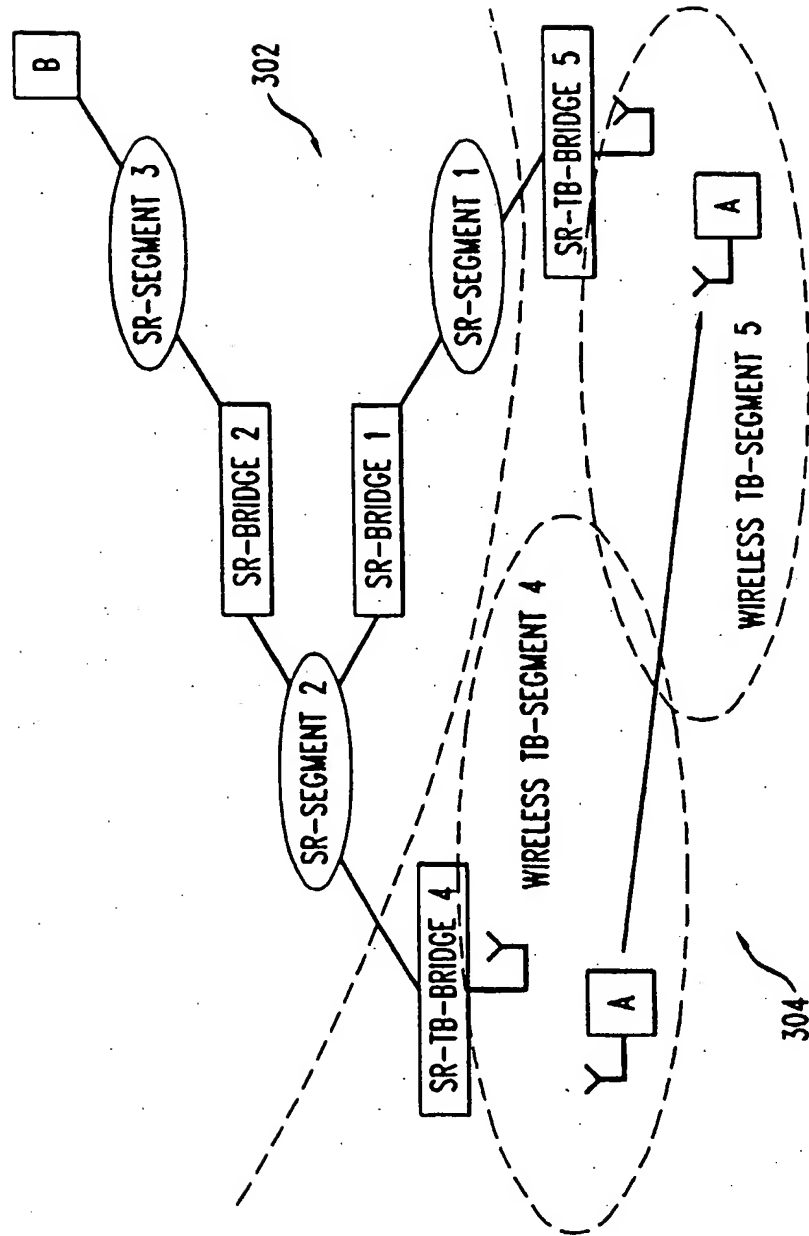 B
SR-SEGMENT 3
302
SR-BRIDGE 2
SR-SEGMENT 1
SR-BRIDGE 1
SR-SEGMENT 2
SR-TB-BRIDGE 5
SR-TB-BRIDGE 4
A
WIRELESS TB-SEGMENT 5
WIRELESS TB-SEGMENT 4
A
304